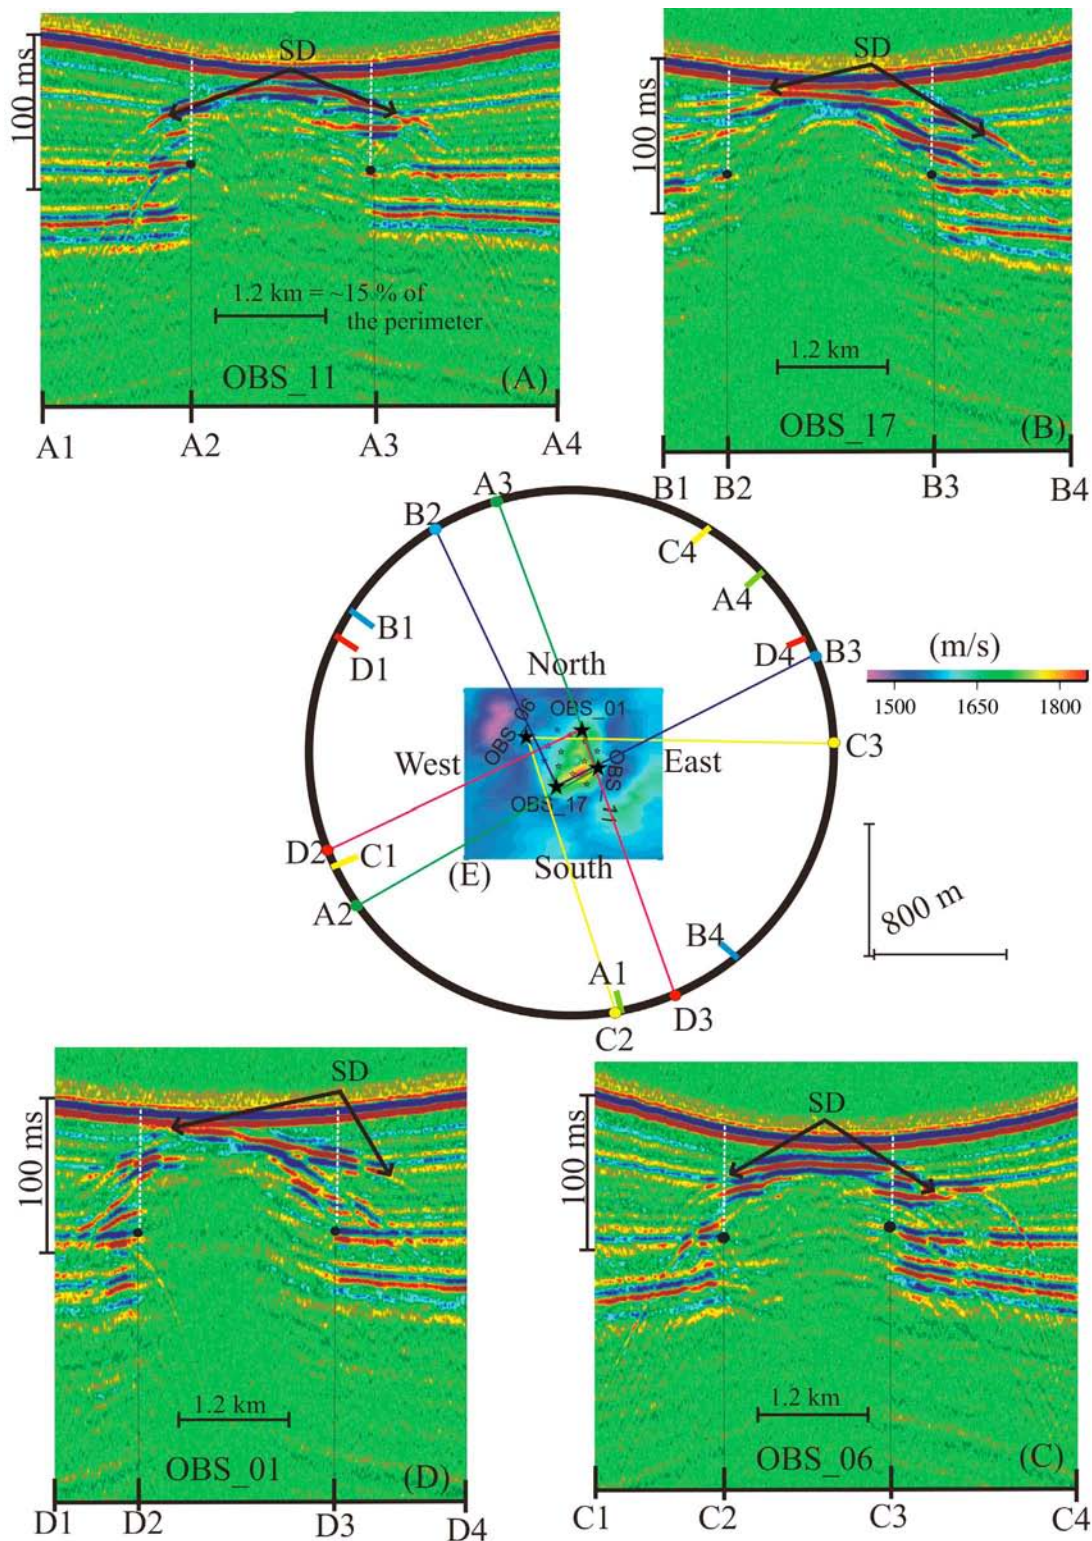 SD
100 ms
1.2 km = ~15 % of
the perimeter
OBS_11
(A)
A1
A2
A3
A4
SD
100 ms
1.2 km
OBS_17
(B)
B1
B2
B3
B4
A3
B2
C4
A4
B1
D1
D4
B3
(m/s)
1500
1650
1800
North
OBS_01
OBS_06
West
East
C3
OBS_17
OBS_11
D2
C1
(E)
South
A2
800 m
B4
A1
D3
C2
SD
100 ms
1.2 km
OBS_01
(D)
D1
D2
D3
D4
SD
100 ms
1.2 km
OBS_06
(C)
C1
C2
C3
C4